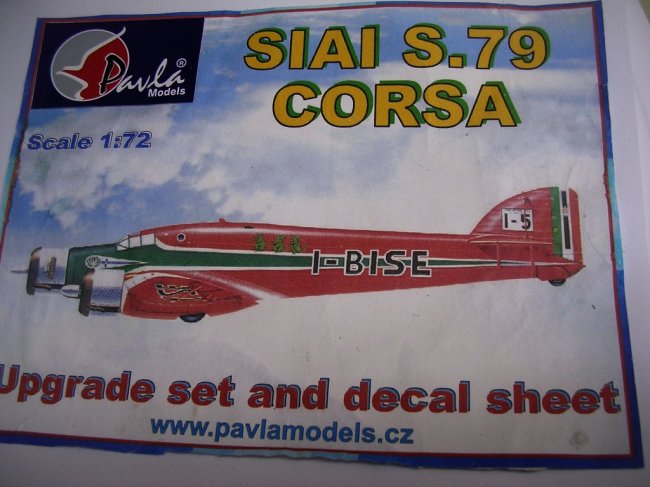 Pavla®
Models
SIAI S.79
CORSA
Scale 1:72
I-5
I-BISE
Upgrade set and decal sheet
www.pavlamodels.cz